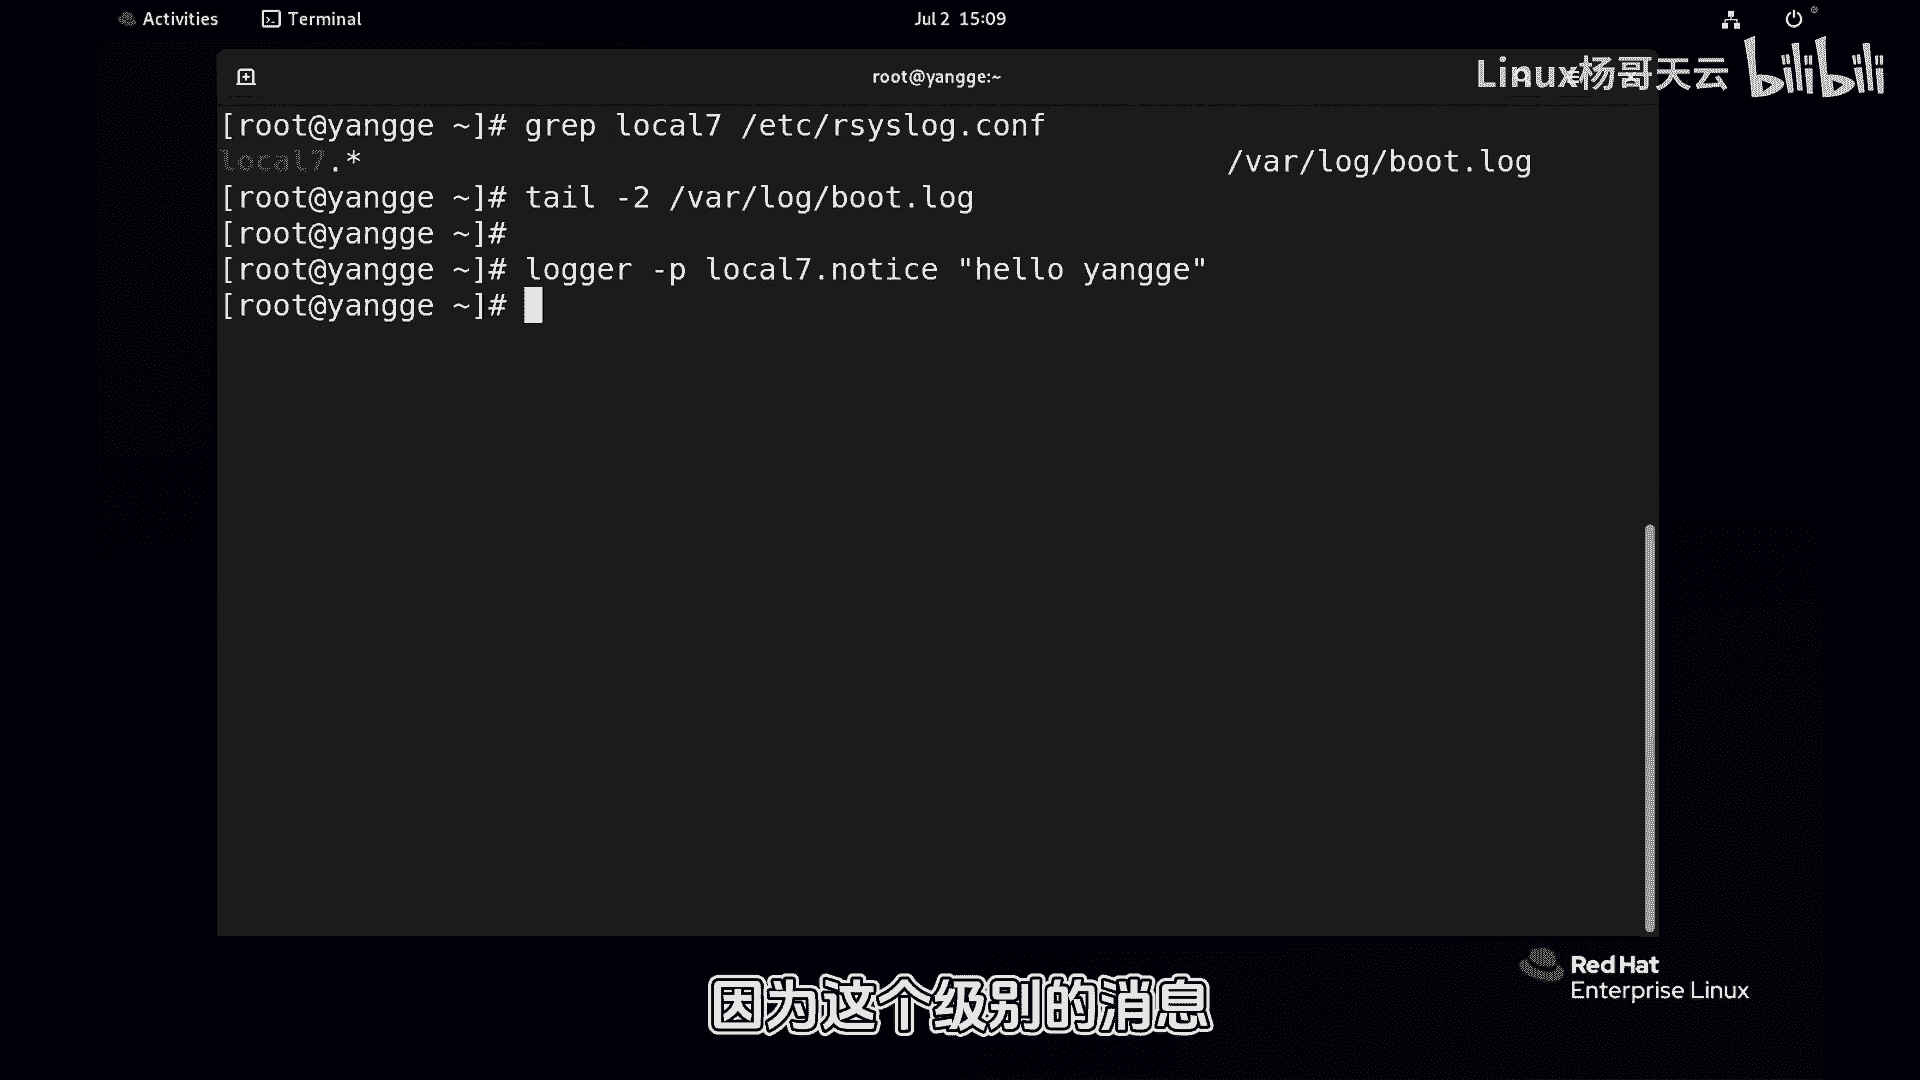 Activities Terminal Jul 2 15:09
root@yangge:~
Linux杨哥天云 bilibili
[root@yangge ~]# grep local7 /etc/rsyslog.conf
local7.* /var/log/boot.log
[root@yangge ~]# tail -2 /var/log/boot.log
[root@yangge ~]#
[root@yangge ~]# logger -p local7.notice "hello yangge"
[root@yangge ~]#
Red Hat
Enterprise Linux
因为这个级别的消息